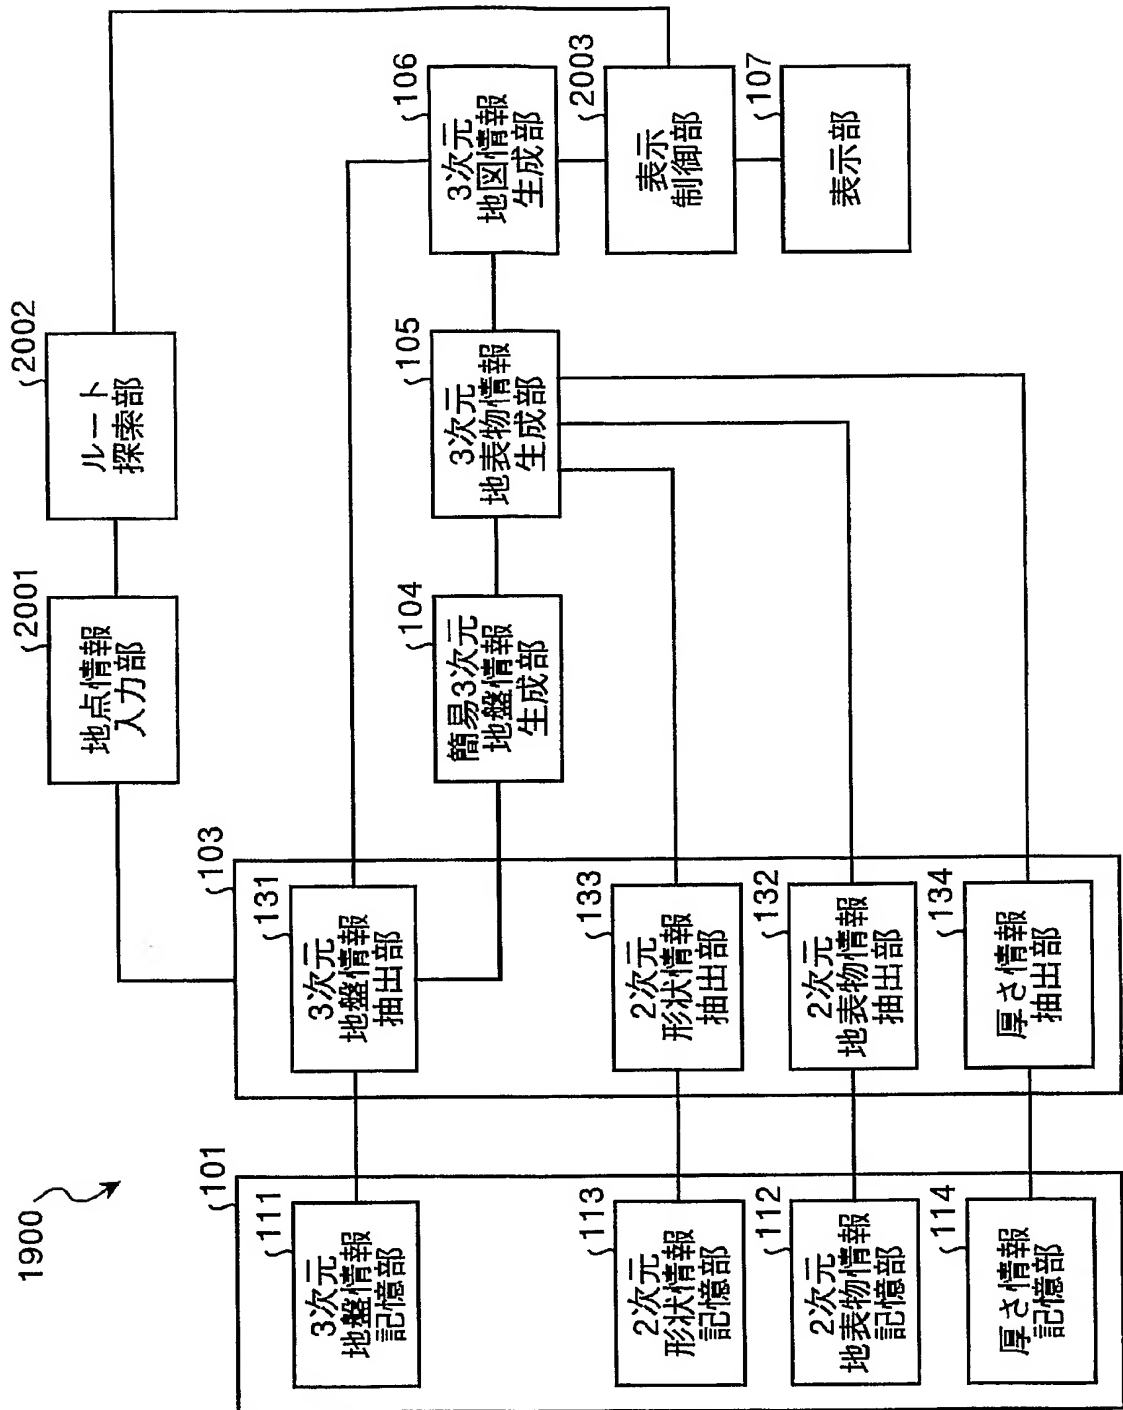 1900
101
111
3次元
地盤情報
記憶部
113
2次元
形状情報
記憶部
112
2次元
地表物情報
記憶部
114
厚さ情報
記憶部
103
131
3次元
地盤情報
抽出部
133
2次元
形状情報
抽出部
132
2次元
地表物情報
抽出部
134
厚さ情報
抽出部
2001
地点情報
入力部
104
簡易3次元
地盤情報
生成部
2002
ルート
探索部
105
3次元
地表物情報
生成部
106
3次元
地図情報
生成部
2003
表示
制御部
107
表示部